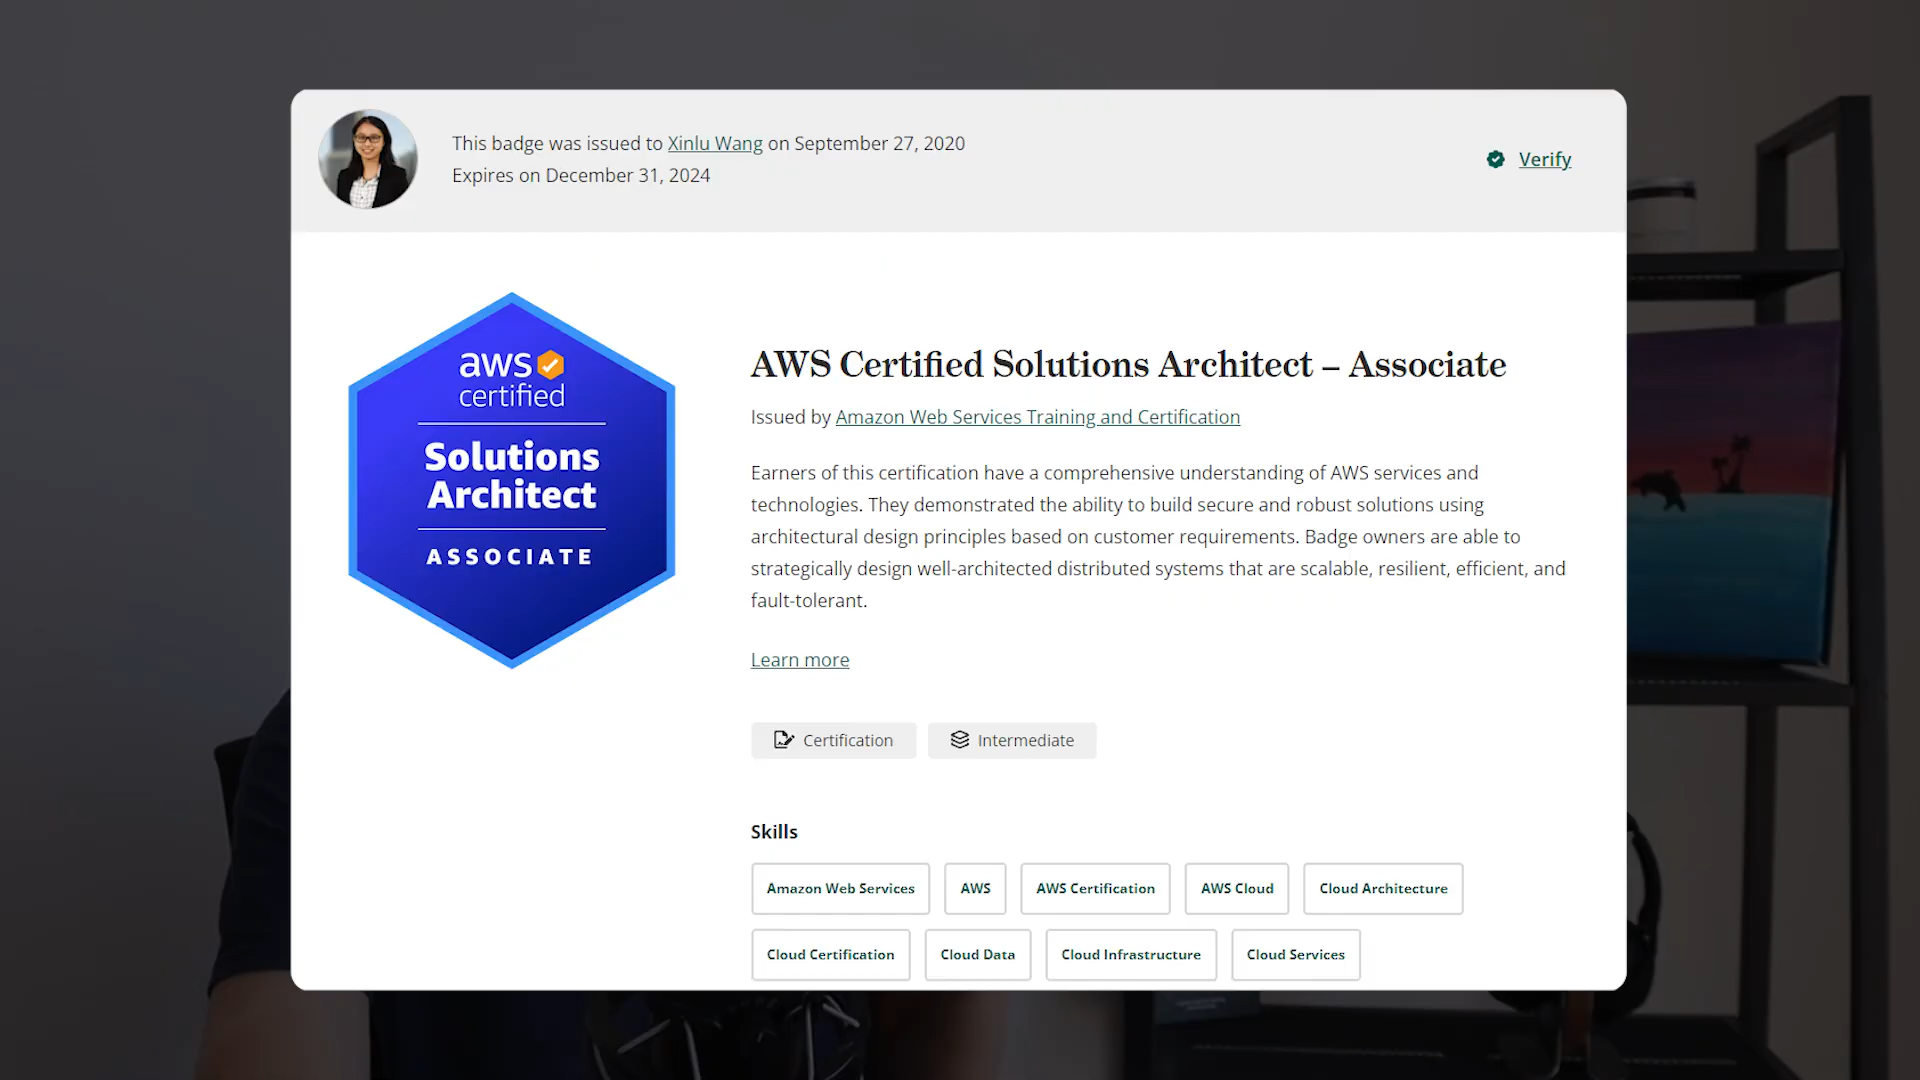 This badge was issued to Xinlu Wang on September 27, 2020
Expires on December 31, 2024
Verify
aws
certified
Solutions
Architect
ASSOCIATE
AWS Certified Solutions Architect – Associate
Issued by Amazon Web Services Training and Certification
Earners of this certification have a comprehensive understanding of AWS services and
technologies. They demonstrated the ability to build secure and robust solutions using
architectural design principles based on customer requirements. Badge owners are able to
strategically design well-architected distributed systems that are scalable, resilient, efficient, and
fault-tolerant.
Learn more
Certification
Intermediate
Skills
Amazon Web Services
AWS
AWS Certification
AWS Cloud
Cloud Architecture
Cloud Certification
Cloud Data
Cloud Infrastructure
Cloud Services